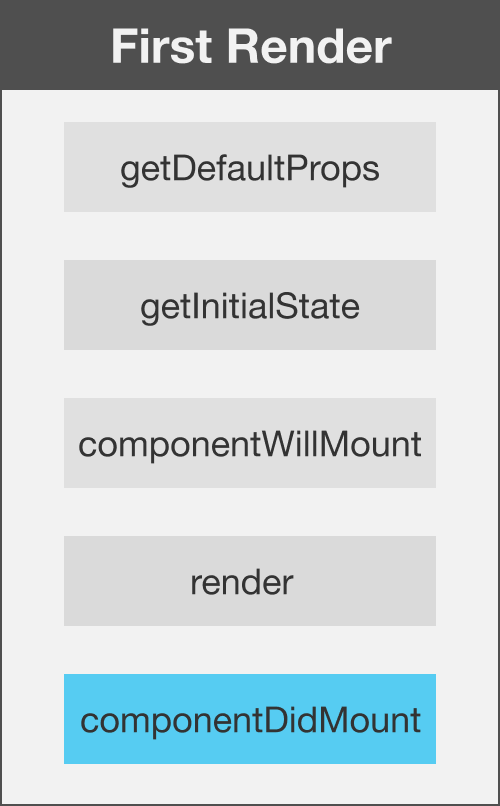 First Render
getDefaultProps
getInitialState
componentWillMount
render
componentDidMount